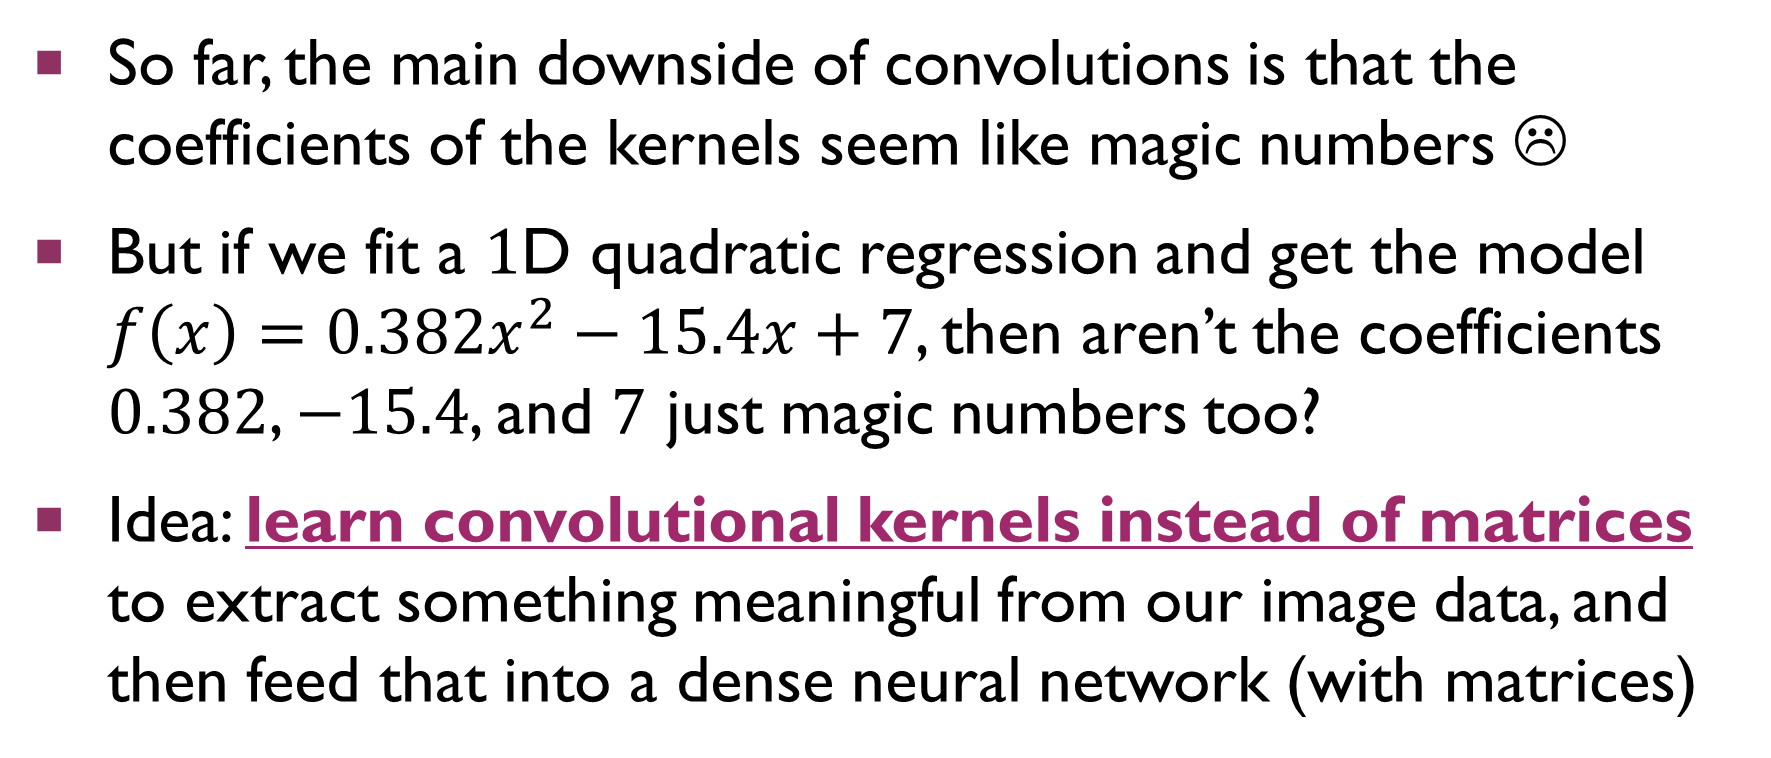 ▪ So far, the main downside of convolutions is that the
coefficients of the kernels seem like magic numbers ☹
▪ But if we fit a 1D quadratic regression and get the model
𝑓(𝑥) = 0.382𝑥² − 15.4𝑥 + 7, then aren’t the coefficients
0.382, −15.4, and 7 just magic numbers too?
▪ Idea: learn convolutional kernels instead of matrices
to extract something meaningful from our image data, and
then feed that into a dense neural network (with matrices)